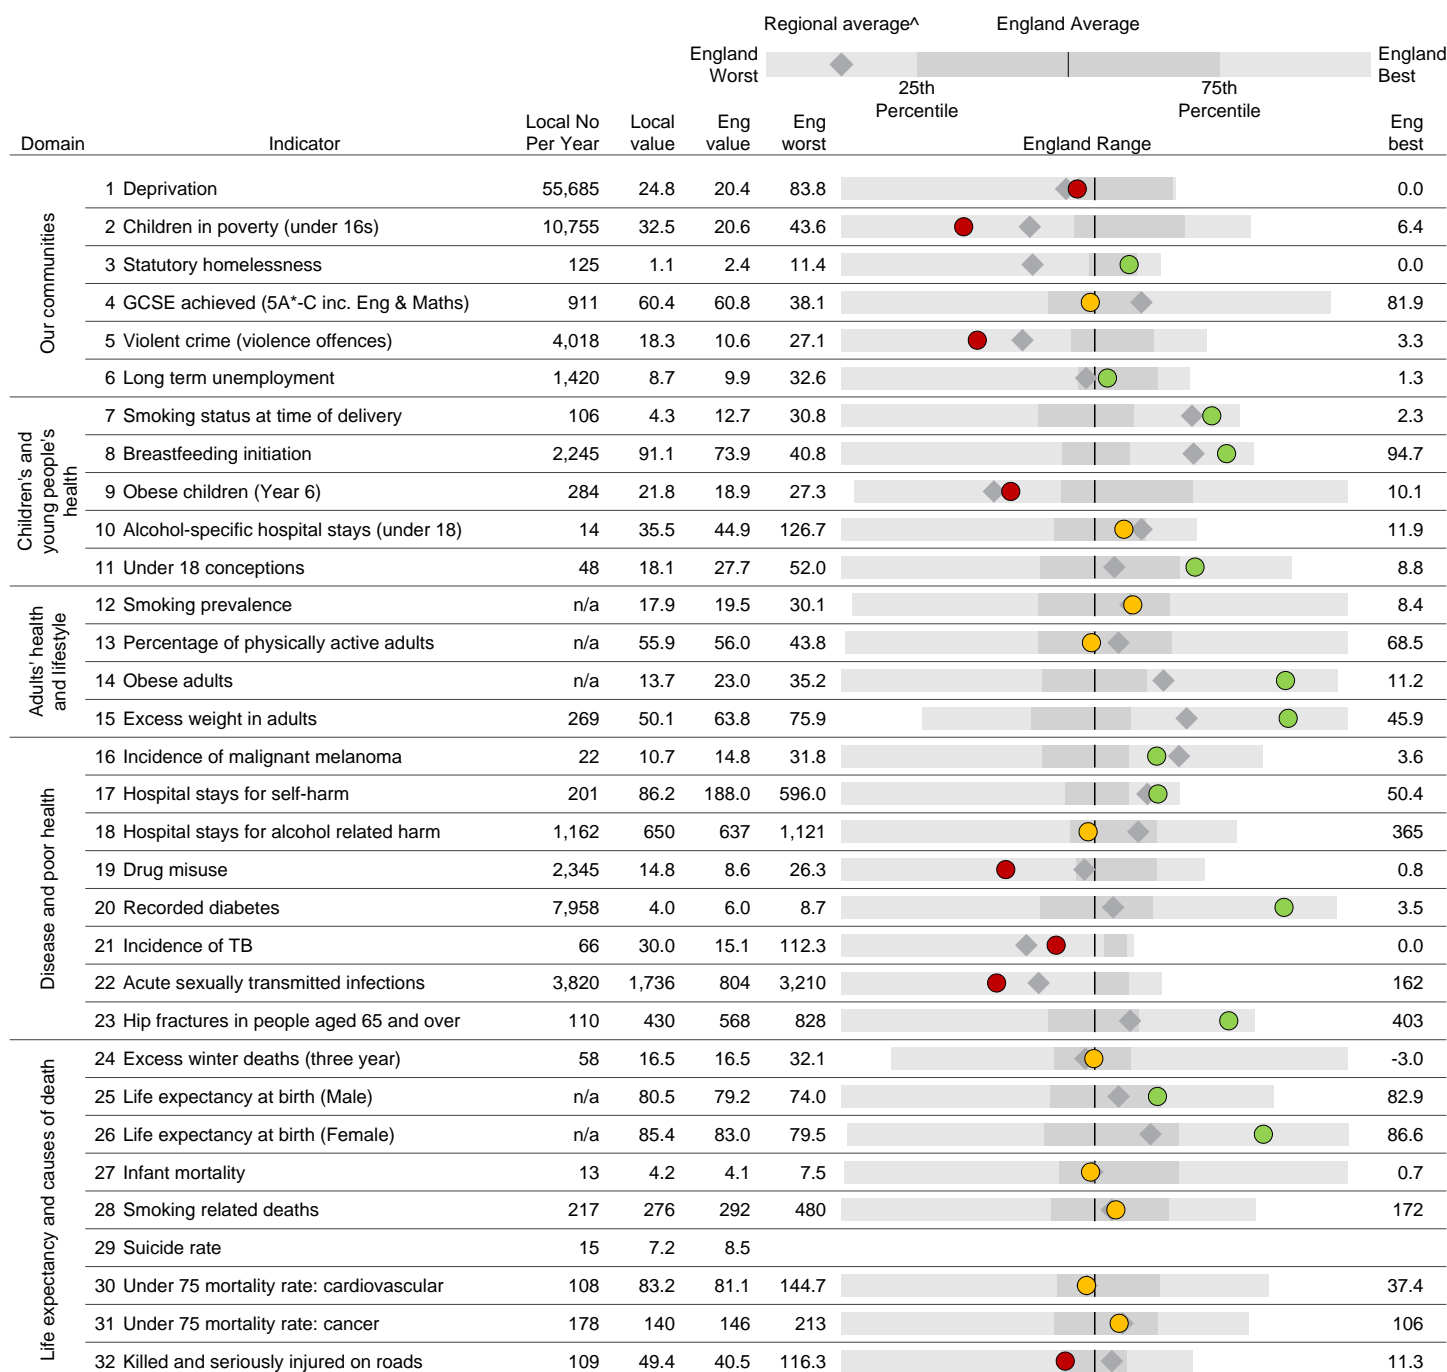 Regional average^ England Average
England Worst England Best
25th Percentile 75th Percentile
Domain Indicator Local No Per Year Local value Eng value Eng worst England Range Eng best
Our communities
1 Deprivation 55,685 24.8 20.4 83.8 0.0
2 Children in poverty (under 16s) 10,755 32.5 20.6 43.6 6.4
3 Statutory homelessness 125 1.1 2.4 11.4 0.0
4 GCSE achieved (5A*-C inc. Eng & Maths) 911 60.4 60.8 38.1 81.9
5 Violent crime (violence offences) 4,018 18.3 10.6 27.1 3.3
6 Long term unemployment 1,420 8.7 9.9 32.6 1.3
Children's and young people's health
7 Smoking status at time of delivery 106 4.3 12.7 30.8 2.3
8 Breastfeeding initiation 2,245 91.1 73.9 40.8 94.7
9 Obese children (Year 6) 284 21.8 18.9 27.3 10.1
10 Alcohol-specific hospital stays (under 18) 14 35.5 44.9 126.7 11.9
11 Under 18 conceptions 48 18.1 27.7 52.0 8.8
Adults' health and lifestyle
12 Smoking prevalence n/a 17.9 19.5 30.1 8.4
13 Percentage of physically active adults n/a 55.9 56.0 43.8 68.5
14 Obese adults n/a 13.7 23.0 35.2 11.2
15 Excess weight in adults 269 50.1 63.8 75.9 45.9
Disease and poor health
16 Incidence of malignant melanoma 22 10.7 14.8 31.8 3.6
17 Hospital stays for self-harm 201 86.2 188.0 596.0 50.4
18 Hospital stays for alcohol related harm 1,162 650 637 1,121 365
19 Drug misuse 2,345 14.8 8.6 26.3 0.8
20 Recorded diabetes 7,958 4.0 6.0 8.7 3.5
21 Incidence of TB 66 30.0 15.1 112.3 0.0
22 Acute sexually transmitted infections 3,820 1,736 804 3,210 162
23 Hip fractures in people aged 65 and over 110 430 568 828 403
Life expectancy and causes of death
24 Excess winter deaths (three year) 58 16.5 16.5 32.1 -3.0
25 Life expectancy at birth (Male) n/a 80.5 79.2 74.0 82.9
26 Life expectancy at birth (Female) n/a 85.4 83.0 79.5 86.6
27 Infant mortality 13 4.2 4.1 7.5 0.7
28 Smoking related deaths 217 276 292 480 172
29 Suicide rate 15 7.2 8.5
30 Under 75 mortality rate: cardiovascular 108 83.2 81.1 144.7 37.4
31 Under 75 mortality rate: cancer 178 140 146 213 106
32 Killed and seriously injured on roads 109 49.4 40.5 116.3 11.3